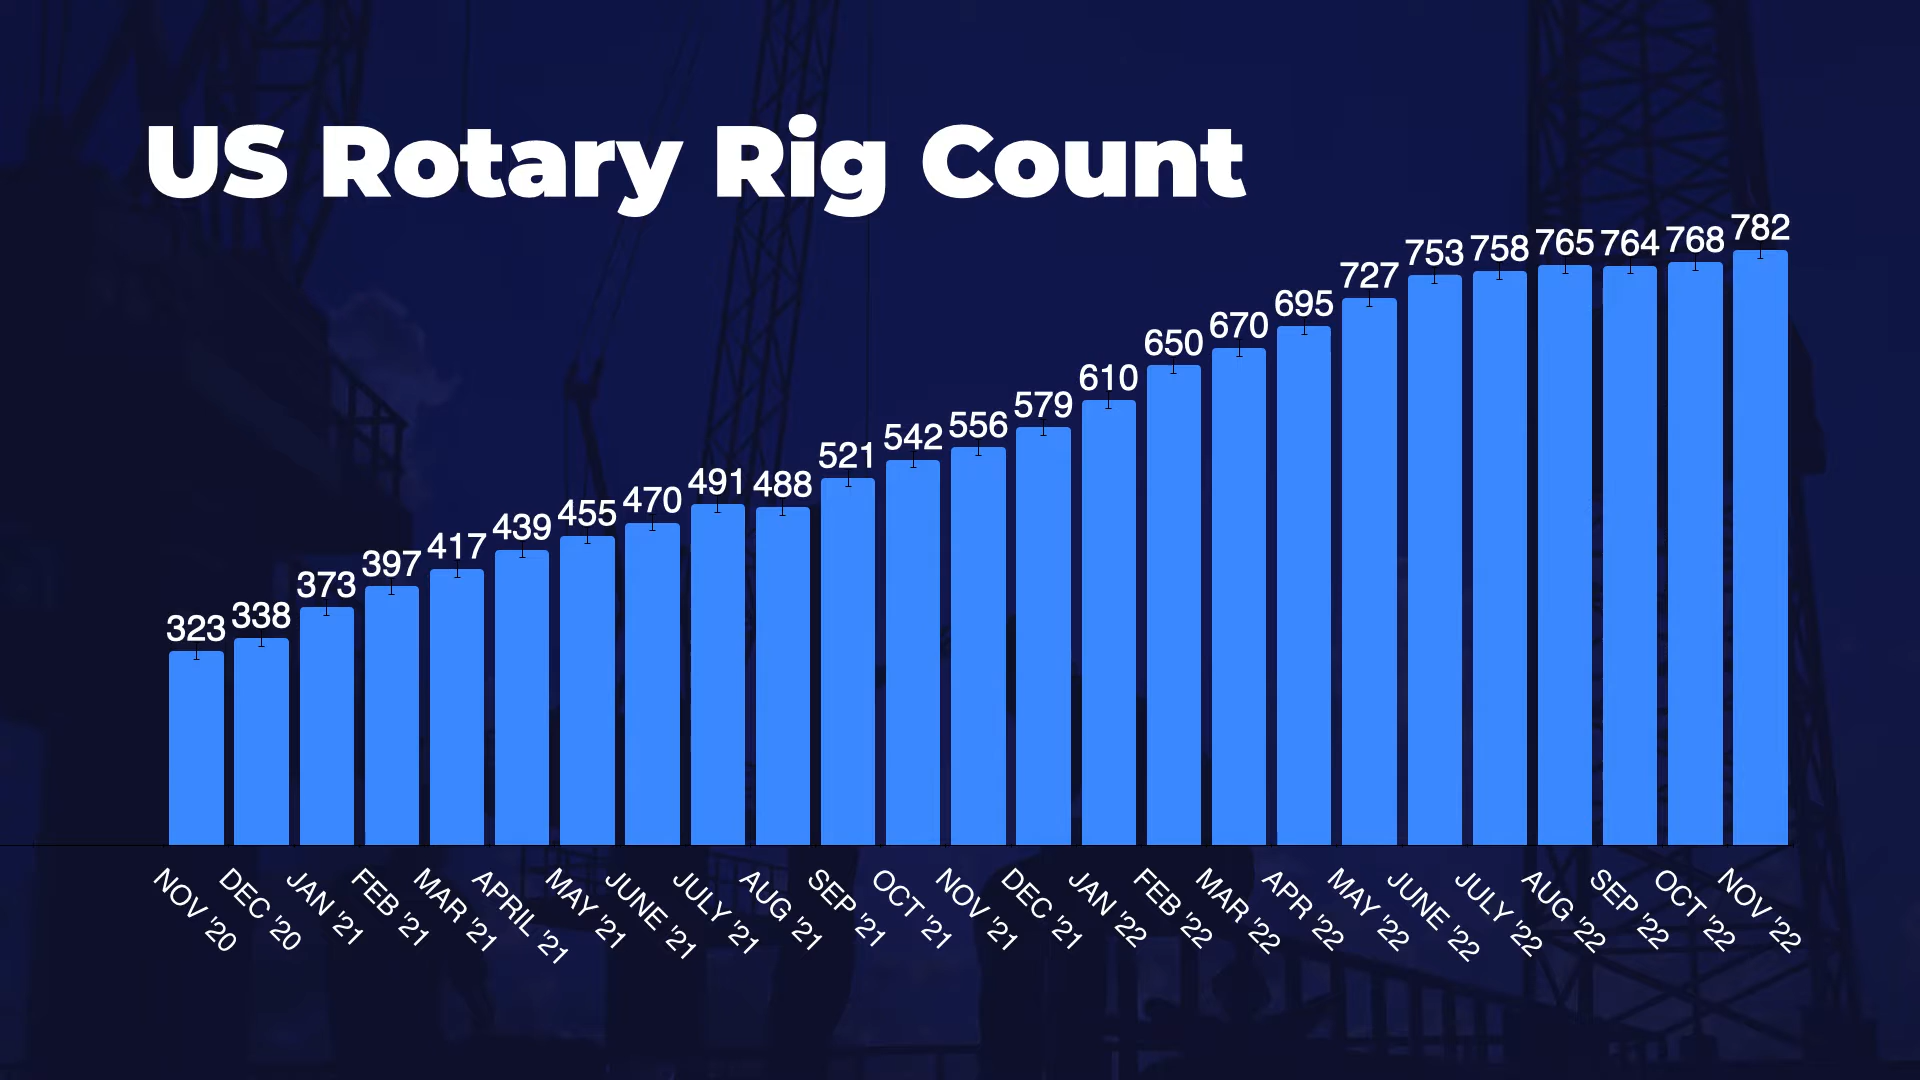 US Rotary Rig Count
323
338
373
397
417
439
455
470
491
488
521
542
556
579
610
650
670
695
727
753
758
765
764
768
782
NOV '20
DEC '20
JAN '21
FEB '21
MAR '21
APRIL '21
MAY '21
JUNE '21
JULY '21
AUG '21
SEP '21
OCT '21
NOV '21
DEC '21
JAN '22
FEB '22
MAR '22
APR '22
MAY '22
JUNE '22
JULY '22
AUG '22
SEP '22
OCT '22
NOV '22